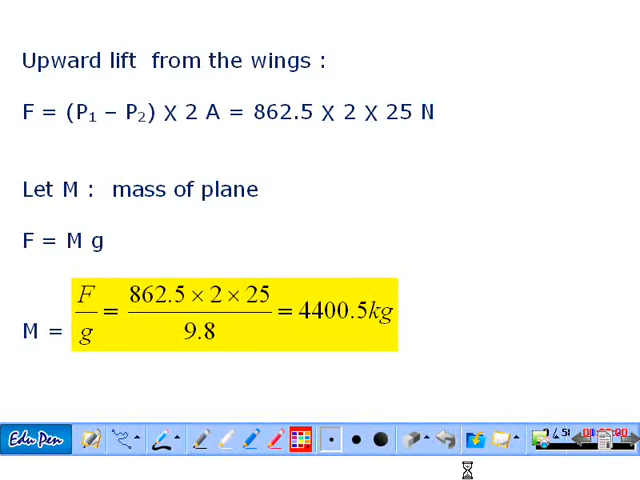 Upward lift from the wings :
F = (P₁ – P₂) X 2 A = 862.5 X 2 X 25 N
Let M : mass of plane
F = M g
M = F/g = 862.5 × 2 × 25 / 9.8 = 4400.5kg
Edu Pen